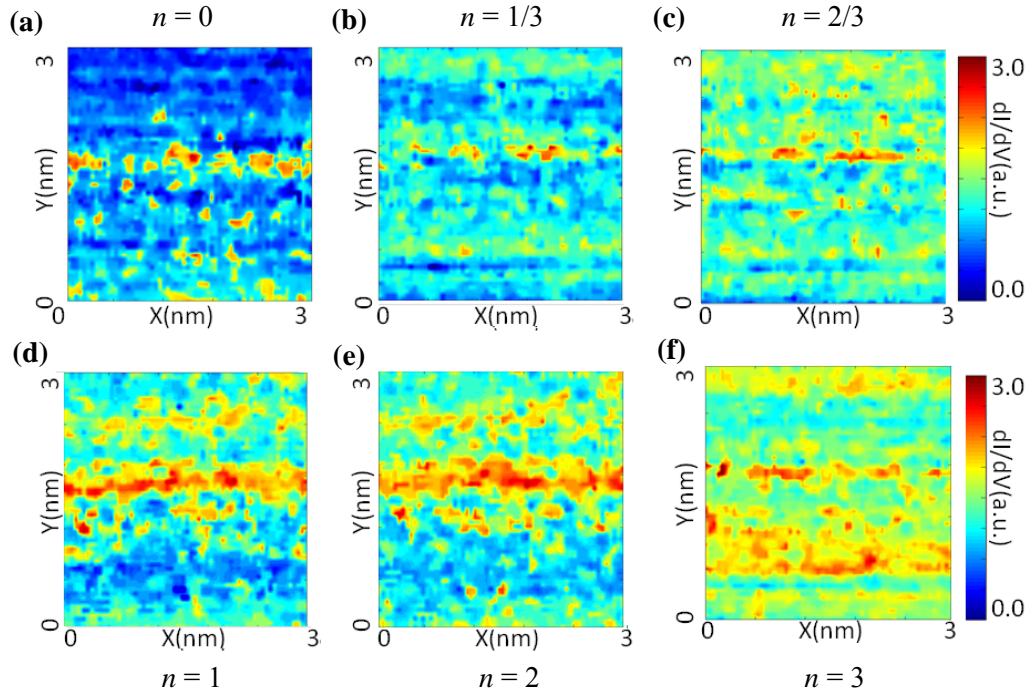 (a) n = 0
(b) n = 1/3
(c) n = 2/3
3
Y(nm)
0
0 X(nm) 3
3
Y(nm)
0
0 X(nm) 3
3
Y(nm)
0
0 X(nm) 3
3.0
dI/dV(a.u.)
0.0
(d)
3
Y(nm)
0
0 X(nm) 3
n = 1
(e)
3
Y(nm)
0
0 X(nm) 3
n = 2
(f)
3
Y(nm)
0
0 X(nm) 3
n = 3
3.0
dI/dV(a.u.)
0.0